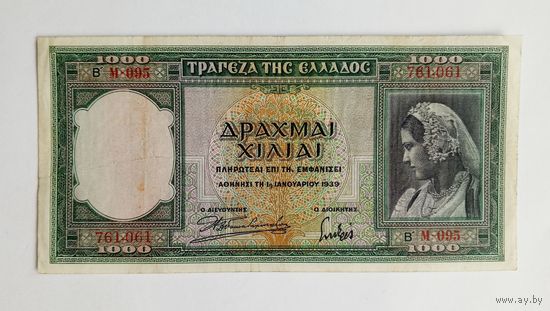 1000 1000
Β΄ Μ-095 ΤΡΑΠΕΖΑ ΤΗΣ ΕΛΛΑΔΟΣ 761·061
ΔΡΑΧΜΑΙ
ΧΙΛΙΑΙ
ΠΛΗΡΩΤΕΑΙ ΕΠΙ ΤΗ, ΕΜΦΑΝΙΣΕΙ
ΑΘΗΝΗΣΙ ΤΗ 1η ΙΑΝΟΥΑΡΙΟΥ 1939
Ο ΔΙΕΥΘΥΝΤΗΣ Ο ΔΙΟΙΚΗΤΗΣ
761·061 Β΄ Μ-095
1000 1000
www.ay.by